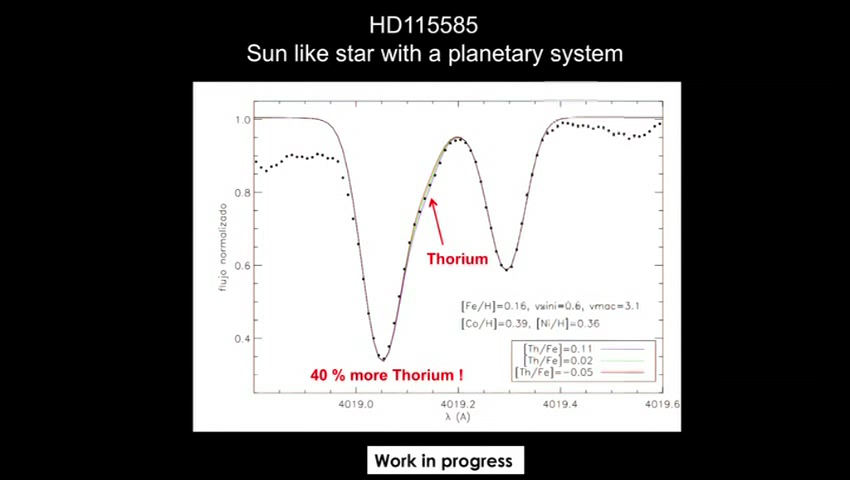 HD115585
Sun like star with a planetary system
1.0
0.8
0.6
0.4
flujo normalizado
Thorium
[Fe/H]=0.16, vsini=0.6, vmac=3.1
[Co/H]=0.39, [Ni/H]=0.36
[Th/Fe]=0.11
[Th/Fe]=0.02
[Th/Fe]=-0.05
40 % more Thorium !
4019.0 4019.2 4019.4 4019.6
λ (A)
Work in progress